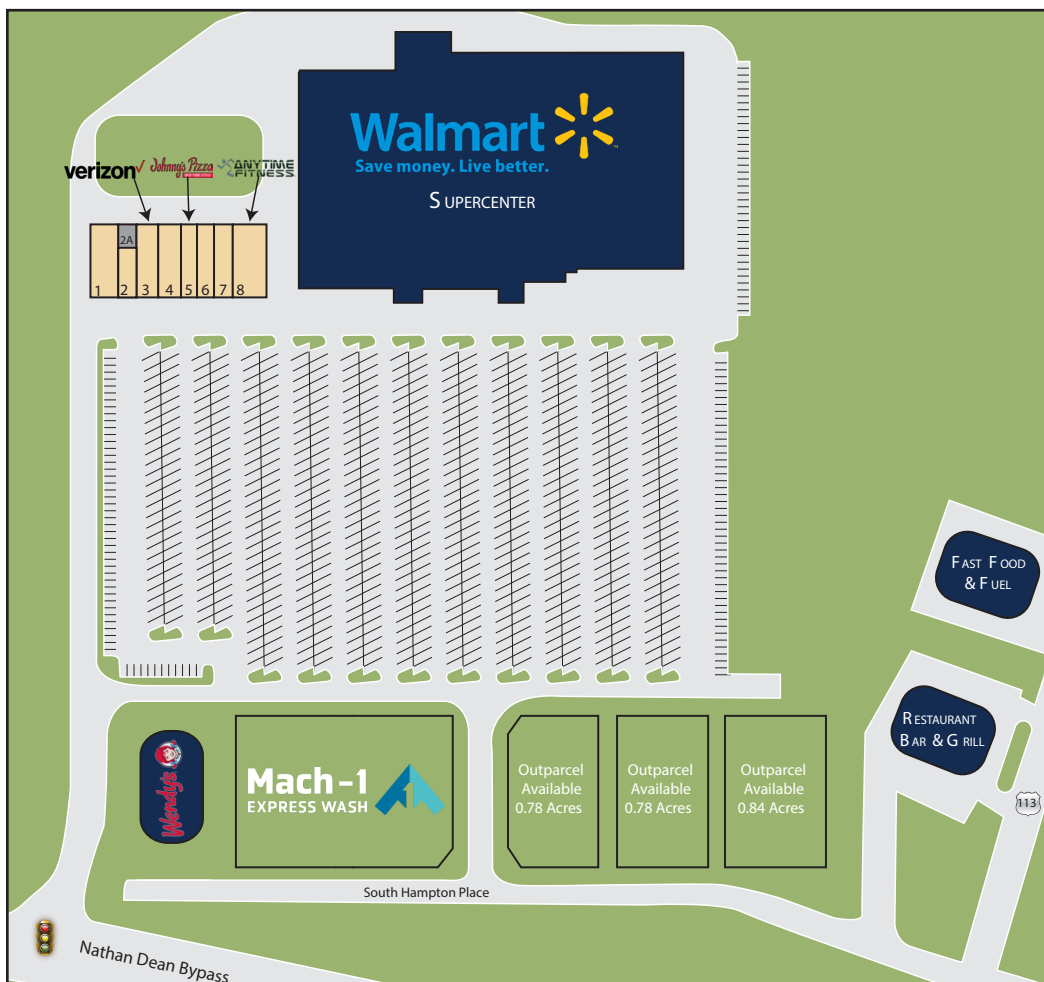 Walmart
Save money. Live better.
SUPERCENTER
verizon
Johnny's Pizza
ANYTIME
FITNESS
2A
1 2 3 4 5 6 7 8
FAST FOOD
& FUEL
RESTAURANT
BAR & GRILL
113
Wendy's
Mach-1
EXPRESS WASH
Outparcel
Available
0.78 Acres
Outparcel
Available
0.78 Acres
Outparcel
Available
0.84 Acres
South Hampton Place
Nathan Dean Bypass